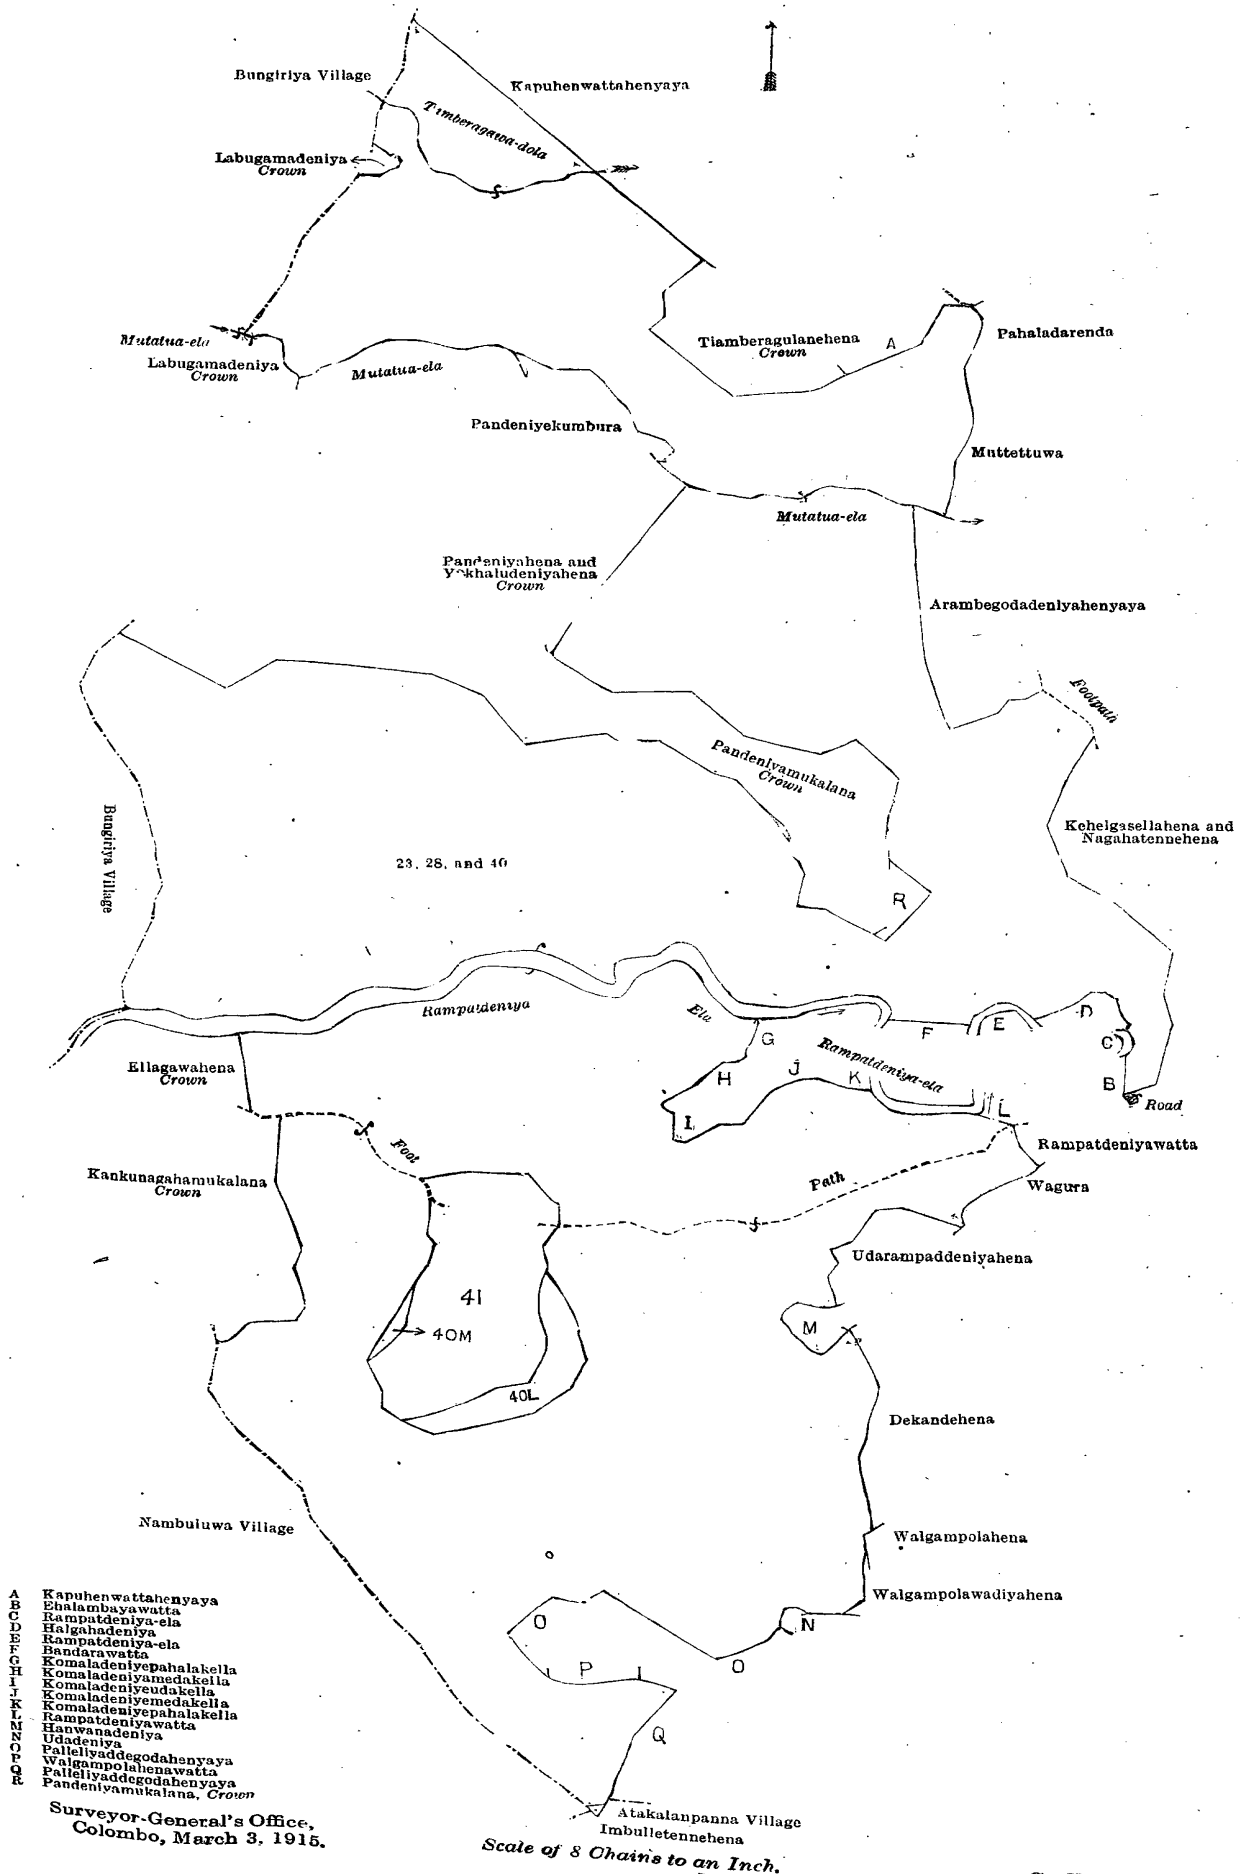 Bungiriya Village
Kapuhenwattahenyaya
Timberagawa-dola
Labugamadeniya
Crown
Mutatua-ela
Labugamadeniya
Crown
Mutatua-ela
Tiamberagulanehena
Crown
A
Pahaladarenda
Pandeniyekumbura
Muttettuwa
Mutatua-ela
Pandeniyahena and
Yakhaludeniyahena
Crown
Arambegodadeniyahenyaya
Footpath
Pandeniyamukalana
Crown
Bungiriya Village
Kehelgasellahena and
Nagahatennehena
23, 28, and 40
R
Rampatdeniya
Ela
F
E
D
C
B
Road
G
H
I
J
K
Rampatdeniya-ela
L
Ellagawahena
Crown
Foot
Path
Rampatdeniyawatta
Wagura
Kankunagahamukalana
Crown
Udarampaddeniyahena
41
40M
40L
M
Dekandehena
Nambuluwa Village
Walgampolahena
Walgampolawadiyahena
N
O
O
P
Q
A Kapuhenwattahenyaya
B Ehalambayawatta
C Rampatdeniya-ela
D Halgahadeniya
E Rampatdeniya-ela
F Bandarawatta
G Komaladeniyepahalakella
H Komaladeniyamedakella
I Komaladeniyeudakella
J Komaladeniyemedakella
K Komaladeniyepahalakella
L Rampatdeniyawatta
M Hanwanadeniya
N Udadeniya
O Palleliyaddegodahenyaya
P Walgampolahenawatta
Q Palleliyaddegodahenyaya
R Pandeniyamukalana, Crown
Surveyor-General's Office,
Colombo, March 3, 1915.
Atakalanpanna Village
Imbulletennehena
Scale of 8 Chains to an Inch.